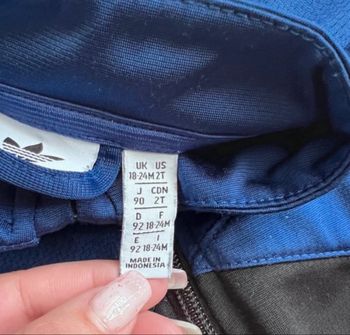 UK US
18-24M 2T
J CDN
90 2T
D F
92 18-24M
E I
92 18-24M
MADE IN
INDONESIA